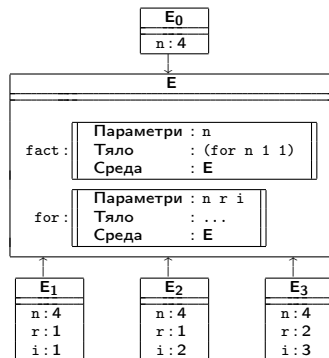 E0
n : 4
E
fact : Параметри : n
Тяло : (for n 1 1)
Среда : E
for : Параметри : n r i
Тяло : ...
Среда : E
E1 E2 E3
n : 4 n : 4 n : 4
r : 1 r : 1 r : 2
i : 1 i : 2 i : 3